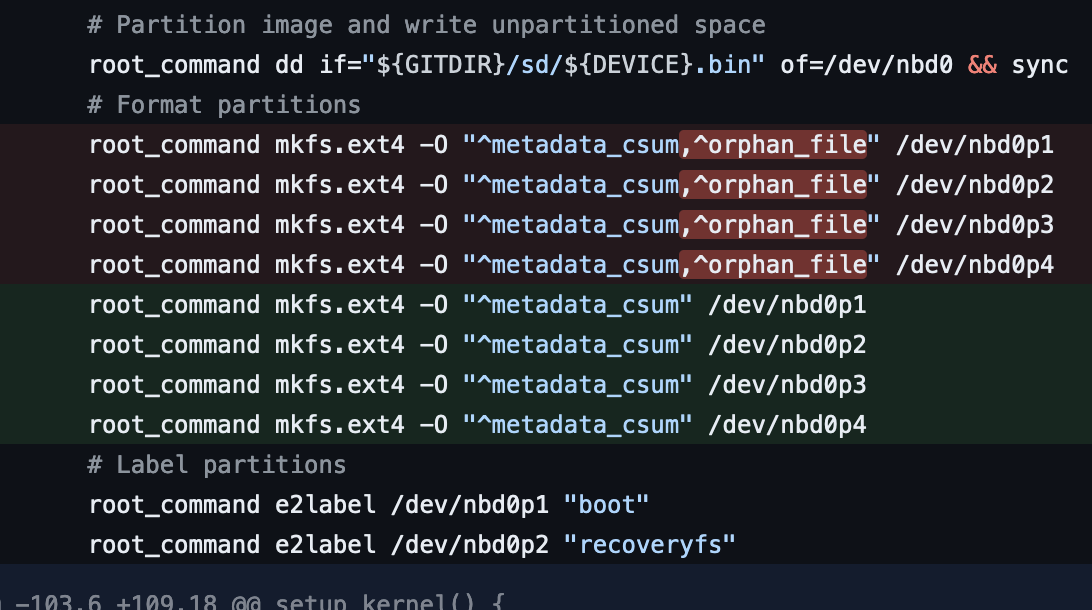 # Partition image and write unpartitioned space
root_command dd if="${GITDIR}/sd/${DEVICE}.bin" of=/dev/nbd0 && sync
# Format partitions
root_command mkfs.ext4 -O "^metadata_csum,^orphan_file" /dev/nbd0p1
root_command mkfs.ext4 -O "^metadata_csum,^orphan_file" /dev/nbd0p2
root_command mkfs.ext4 -O "^metadata_csum,^orphan_file" /dev/nbd0p3
root_command mkfs.ext4 -O "^metadata_csum,^orphan_file" /dev/nbd0p4
root_command mkfs.ext4 -O "^metadata_csum" /dev/nbd0p1
root_command mkfs.ext4 -O "^metadata_csum" /dev/nbd0p2
root_command mkfs.ext4 -O "^metadata_csum" /dev/nbd0p3
root_command mkfs.ext4 -O "^metadata_csum" /dev/nbd0p4
# Label partitions
root_command e2label /dev/nbd0p1 "boot"
root_command e2label /dev/nbd0p2 "recoveryfs"
-103,6 +109,18 @@ setup_kernel() {